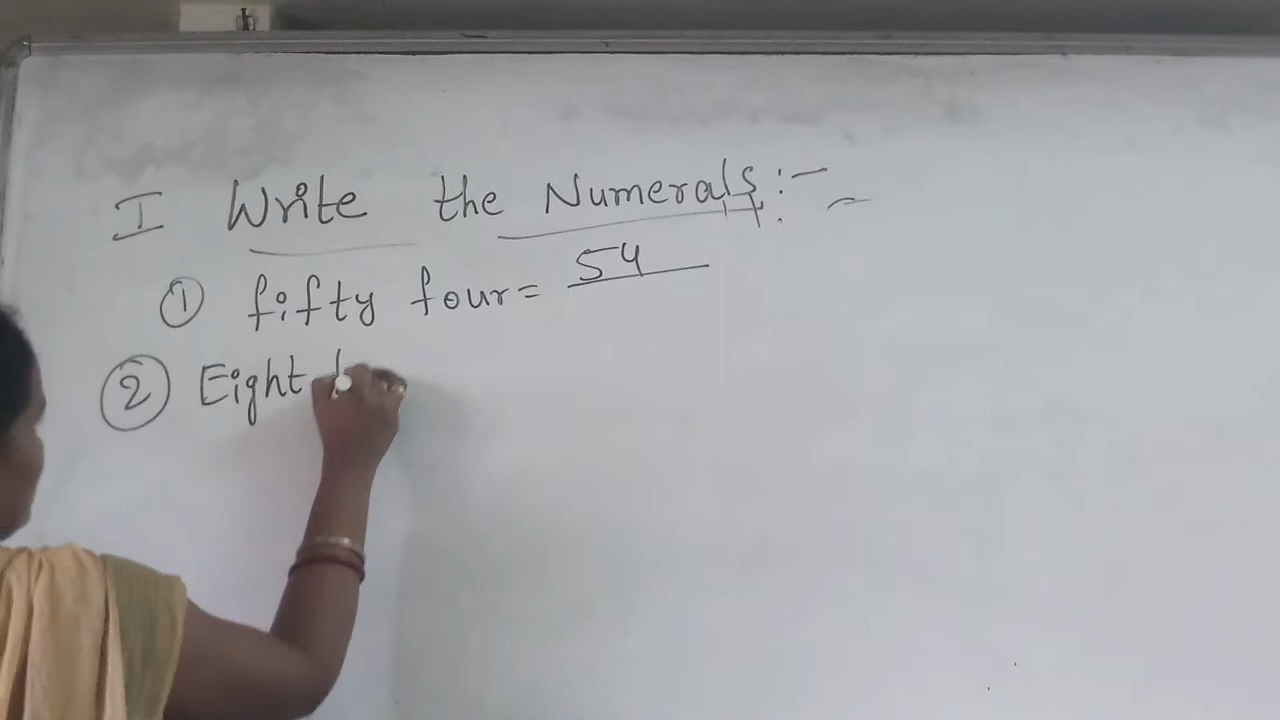 I Write the Numerals:-
① fifty four= 54
② Eight